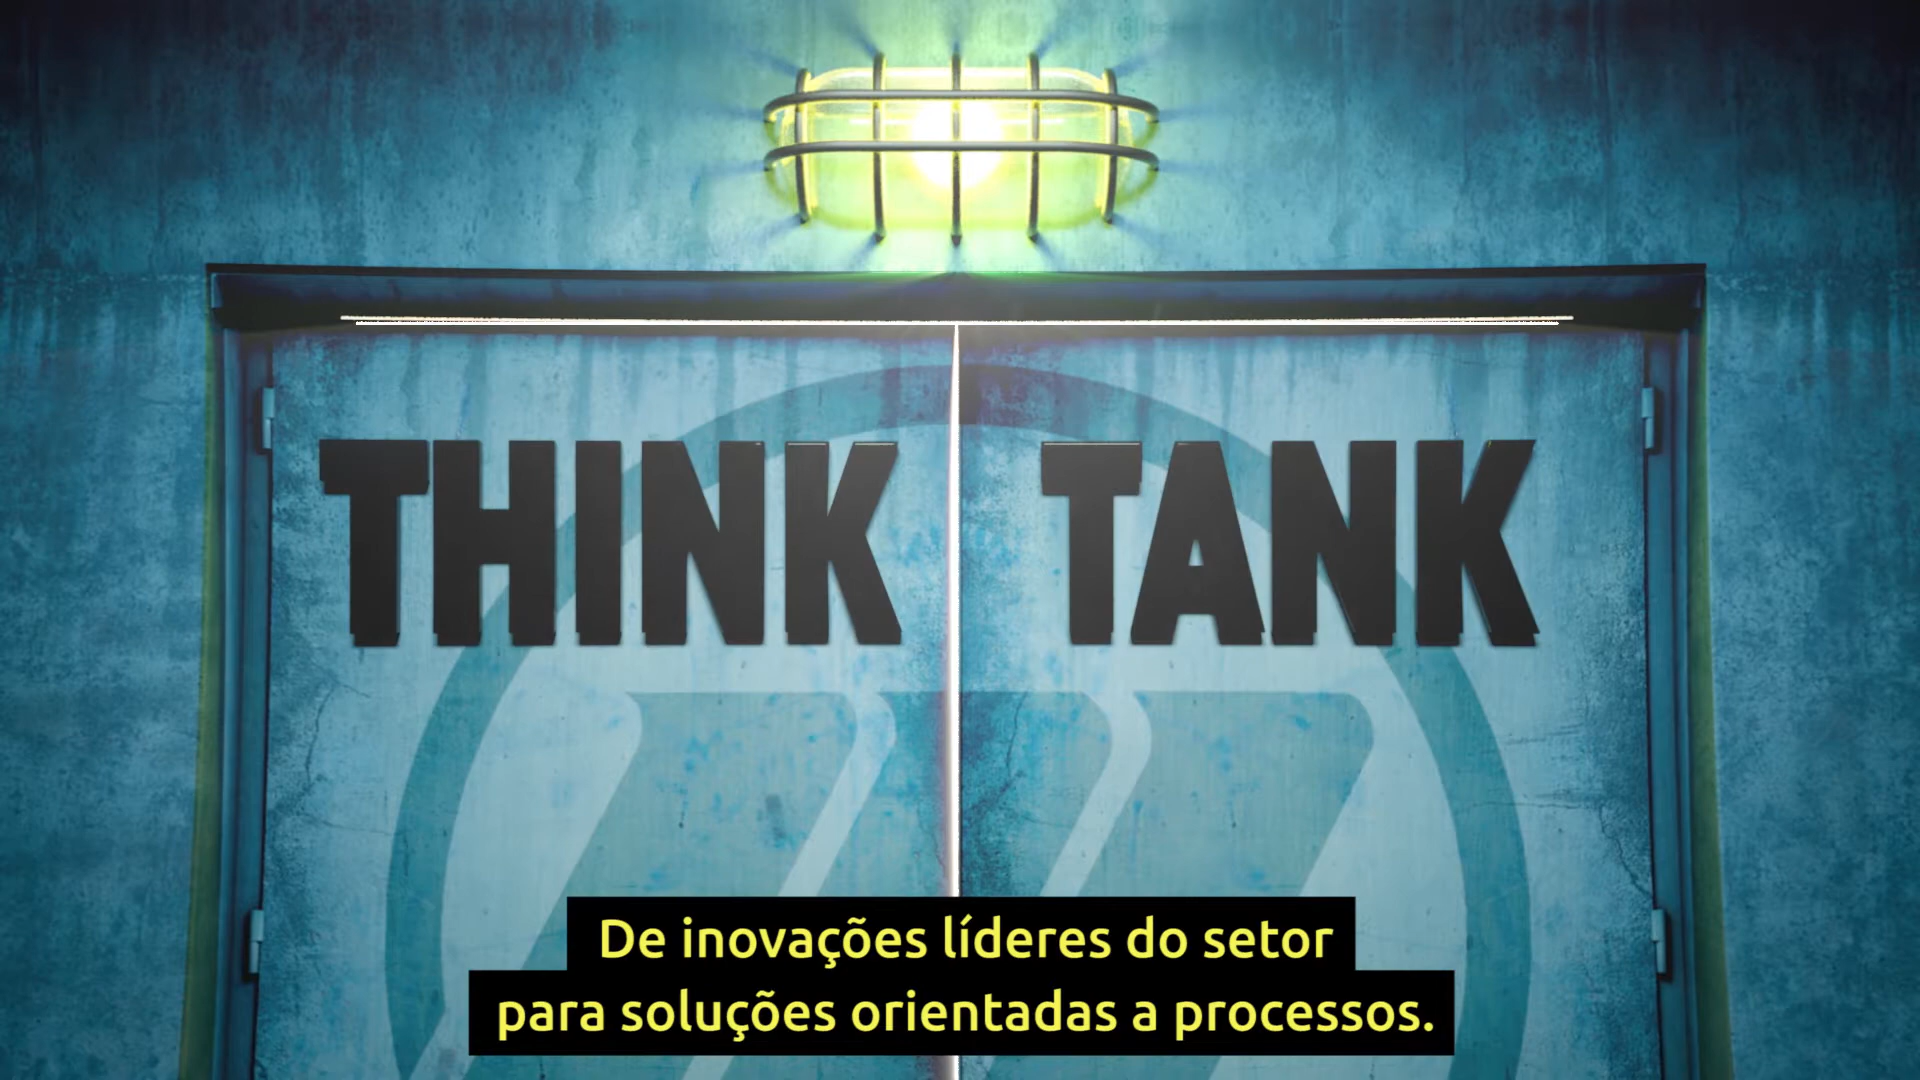 THINK TANK
De inovações líderes do setor
para soluções orientadas a processos.